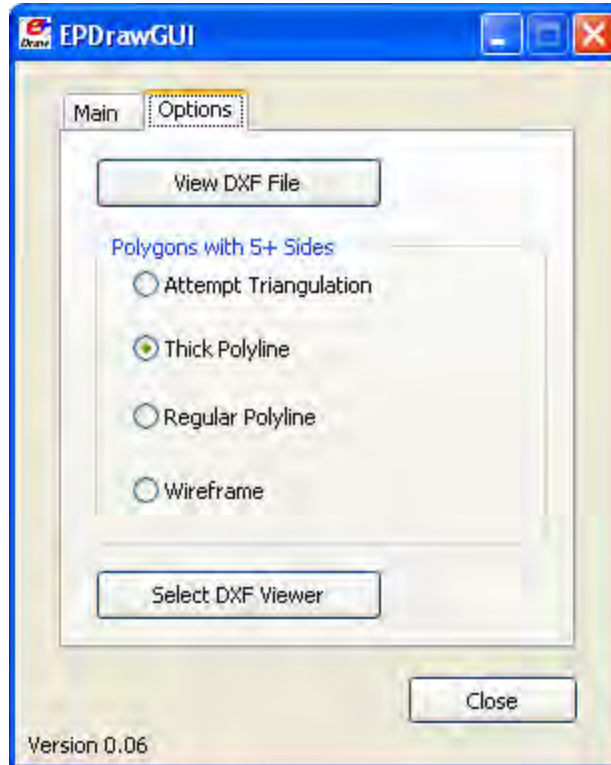 EPDrawGUI
Main Options
View DXF File
Polygons with 5+ Sides
Attempt Triangulation
Thick Polyline
Regular Polyline
Wireframe
Select DXF Viewer
Close
Version 0.06